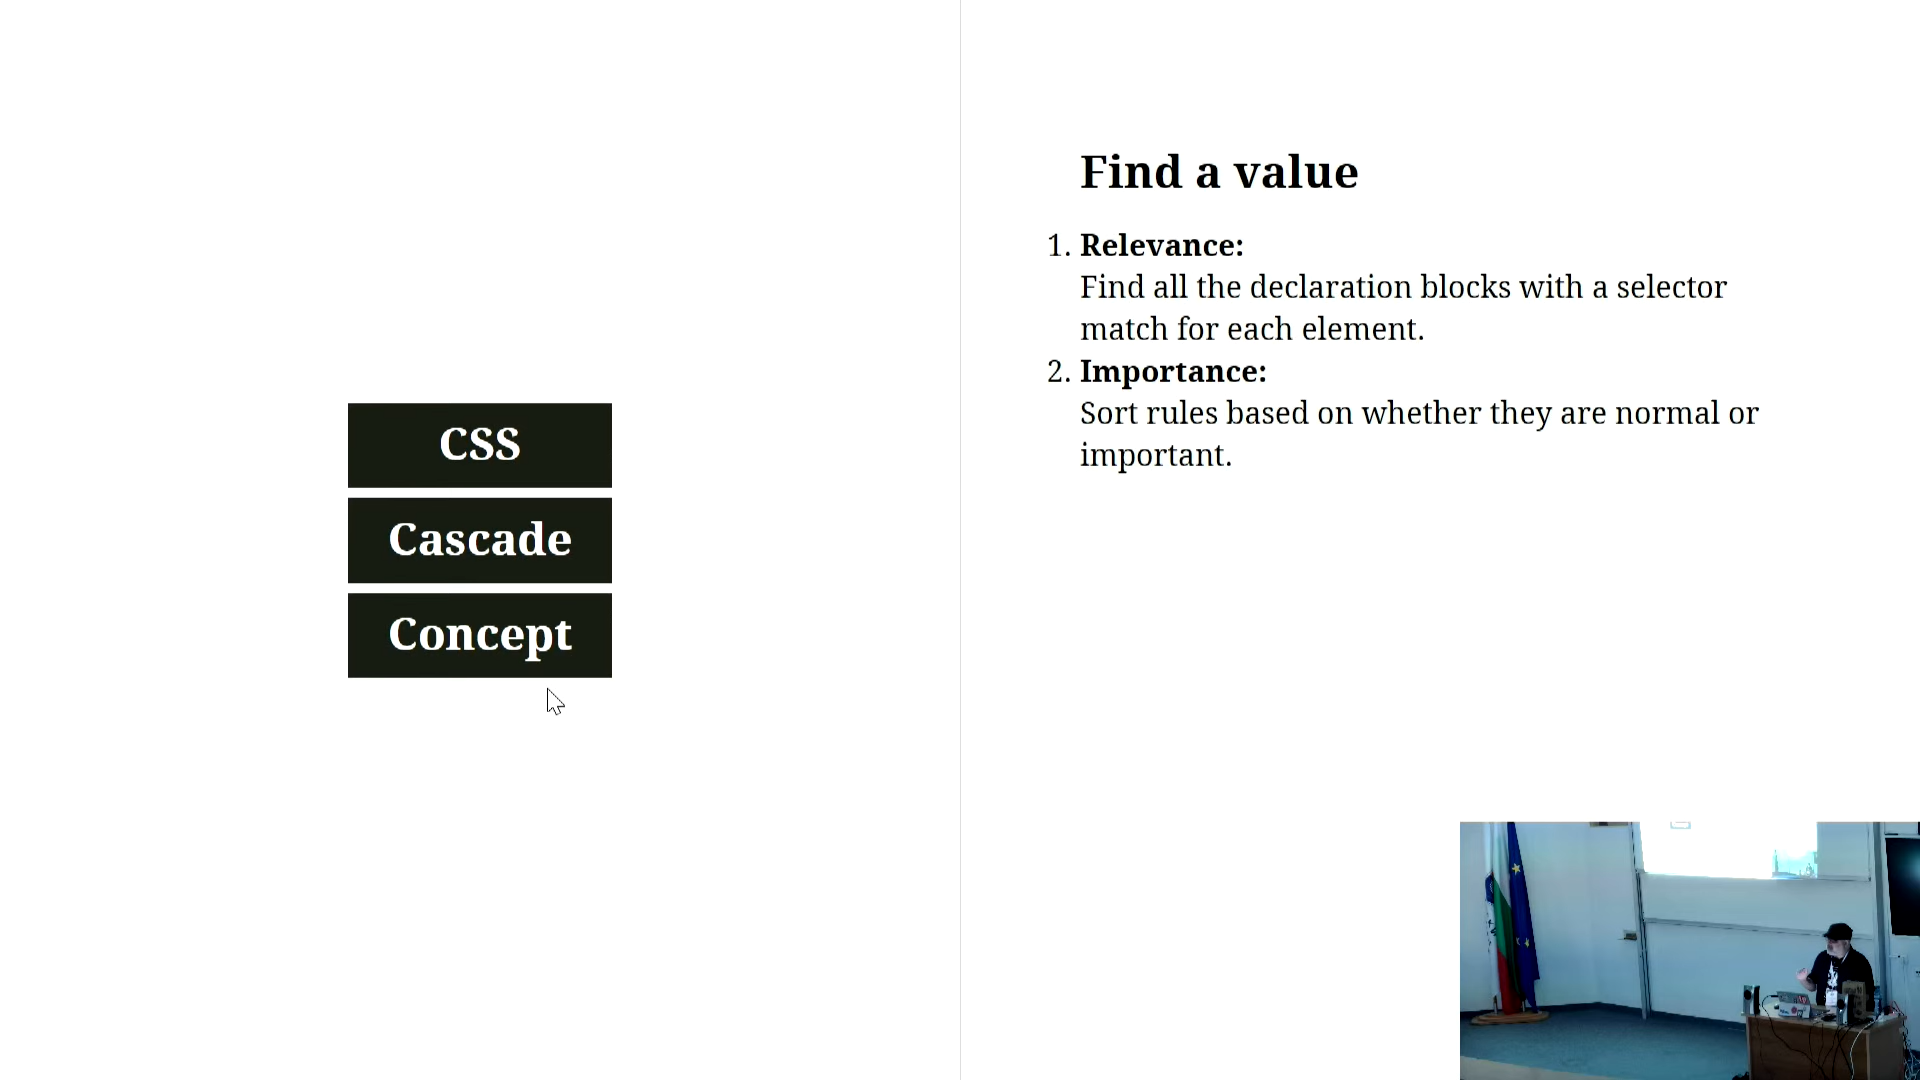 CSS
Cascade
Concept
Find a value
1. Relevance:
Find all the declaration blocks with a selector
match for each element.
2. Importance:
Sort rules based on whether they are normal or
important.